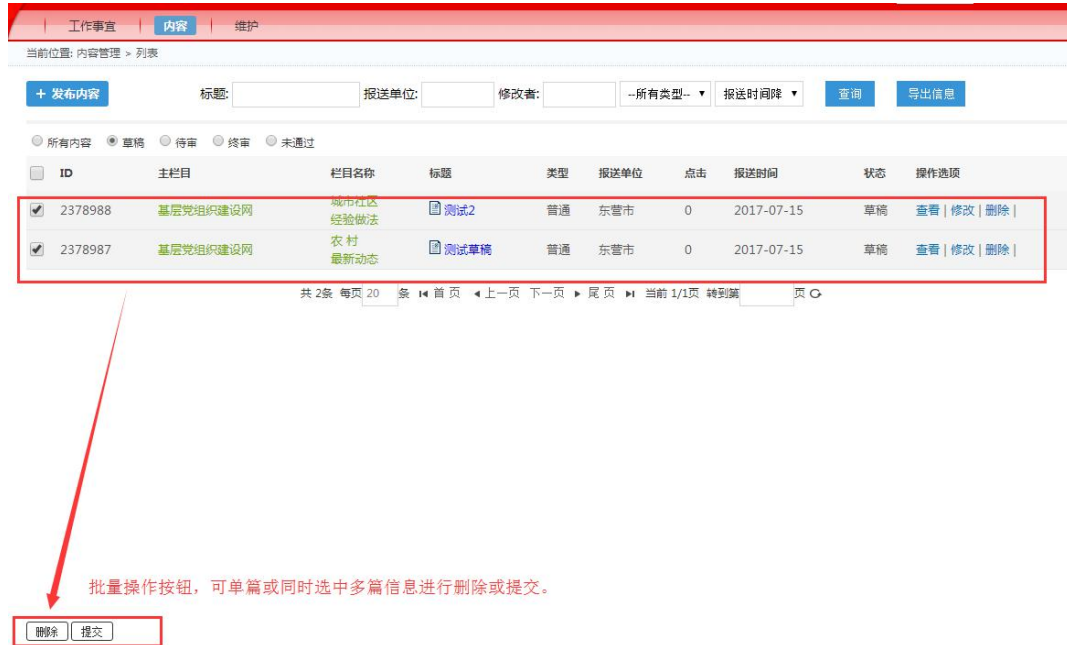 工作事宜 内容 维护
当前位置: 内容管理 > 列表
+ 发布内容 标题: 报送单位: 修改者: --所有类型-- ▼ 报送时间降 ▼ 查询 导出信息
所有内容 草稿 待审 终审 未通过
ID 主栏目 栏目名称 标题 类型 报送单位 点击 报送时间 状态 操作选项
2378988 基层党组织建设网 城市社区 测试2 普通 东营市 0 2017-07-15 草稿 查看 | 修改 | 删除 |
经验做法
2378987 基层党组织建设网 农 村 测试草稿 普通 东营市 0 2017-07-15 草稿 查看 | 修改 | 删除 |
最新动态
共 2条 每页 20 条 首 页 上一页 下一页 尾 页 当前 1/1页 转到第 页
批量操作按钮，可单篇或同时选中多篇信息进行删除或提交。
删除 提交